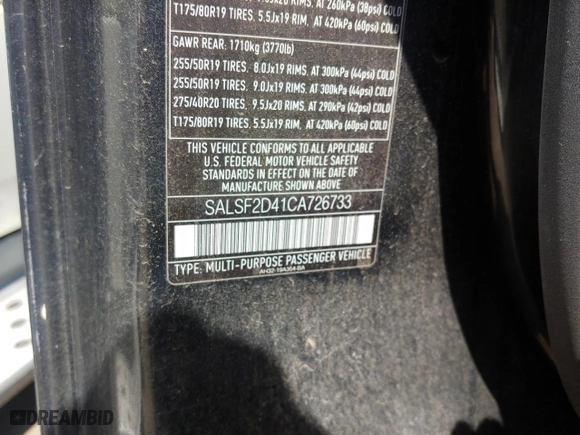 T175/80R19 TIRES. 5.5Jx19 RIM, AT 420kPa (60psi) COLD
GAWR REAR: 1710kg (3770lb)
255/50R19 TIRES. 8.0Jx19 RIMS. AT 300kPa (44psi) COLD
255/50R19 TIRES. 9.0Jx19 RIMS, AT 300kPa (44psi) COLD
275/40R20 TIRES. 9.5Jx20 RIMS, AT 290kPa (42psi) COLD
T175/80R19 TIRES. 5.5Jx19 RIM, AT 420kPa (60psi) COLD
THIS VEHICLE CONFORMS TO ALL APPLICABLE
U.S. FEDERAL MOTOR VEHICLE SAFETY
STANDARDS IN EFFECT ON THE DATE OF
MANUFACTURE SHOWN ABOVE.
SALSF2D41CA726733
TYPE: MULTI-PURPOSE PASSENGER VEHICLE
AH32-19A364-BA
DREAMBID